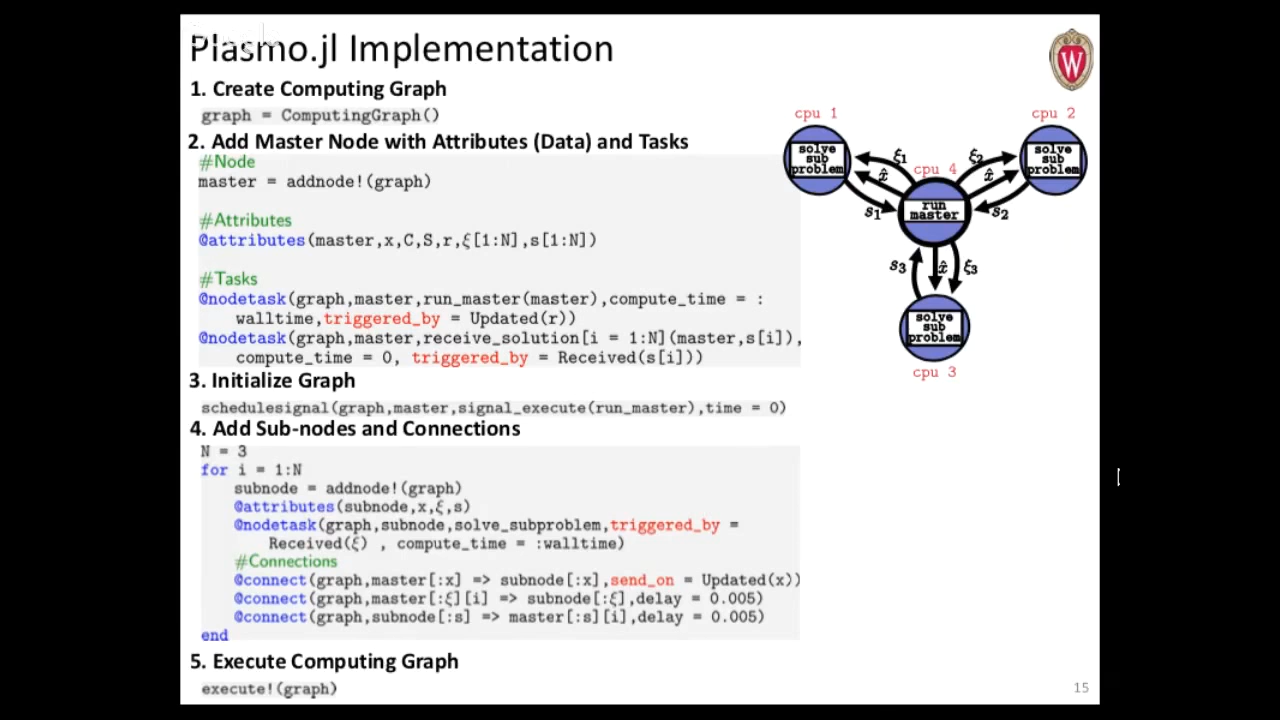 Plasmo.jl Implementation
1. Create Computing Graph
graph = ComputingGraph()
2. Add Master Node with Attributes (Data) and Tasks
#Node
master = addnode!(graph)
#Attributes
@attributes(master,x,C,S,r,ξ[1:N],s[1:N])
#Tasks
@nodetask(graph,master,run_master(master),compute_time = :
walltime,triggered_by = Updated(r))
@nodetask(graph,master,receive_solution[i = 1:N](master,s[i]),
compute_time = 0, triggered_by = Received(s[i]))
3. Initialize Graph
schedulesignal(graph,master,signal_execute(run_master),time = 0)
4. Add Sub-nodes and Connections
N = 3
for i = 1:N
subnode = addnode!(graph)
@attributes(subnode,x,ξ,s)
@nodetask(graph,subnode,solve_subproblem,triggered_by =
Received(ξ) , compute_time = :walltime)
#Connections
@connect(graph,master[:x] => subnode[:x],send_on = Updated(x))
@connect(graph,master[:ξ][i] => subnode[:ξ],delay = 0.005)
@connect(graph,subnode[:s] => master[:s][i],delay = 0.005)
end
5. Execute Computing Graph
execute!(graph)
W
cpu 1
solve
sub
problem
cpu 2
solve
sub
problem
ξ1
x̂
s1
ξ2
x̂
s2
cpu 4
run
master
s3
x̂
ξ3
solve
sub
problem
cpu 3
15